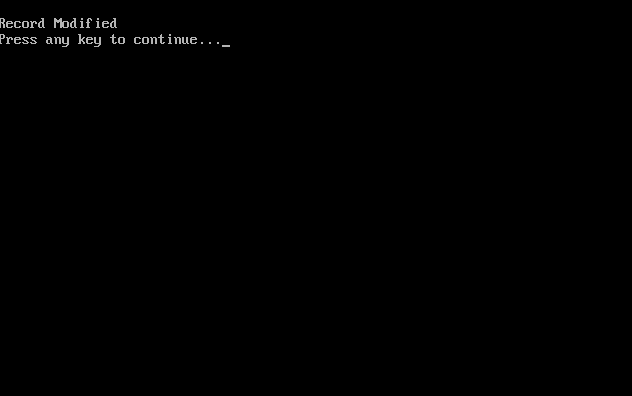 Record Modified
Press any key to continue..._